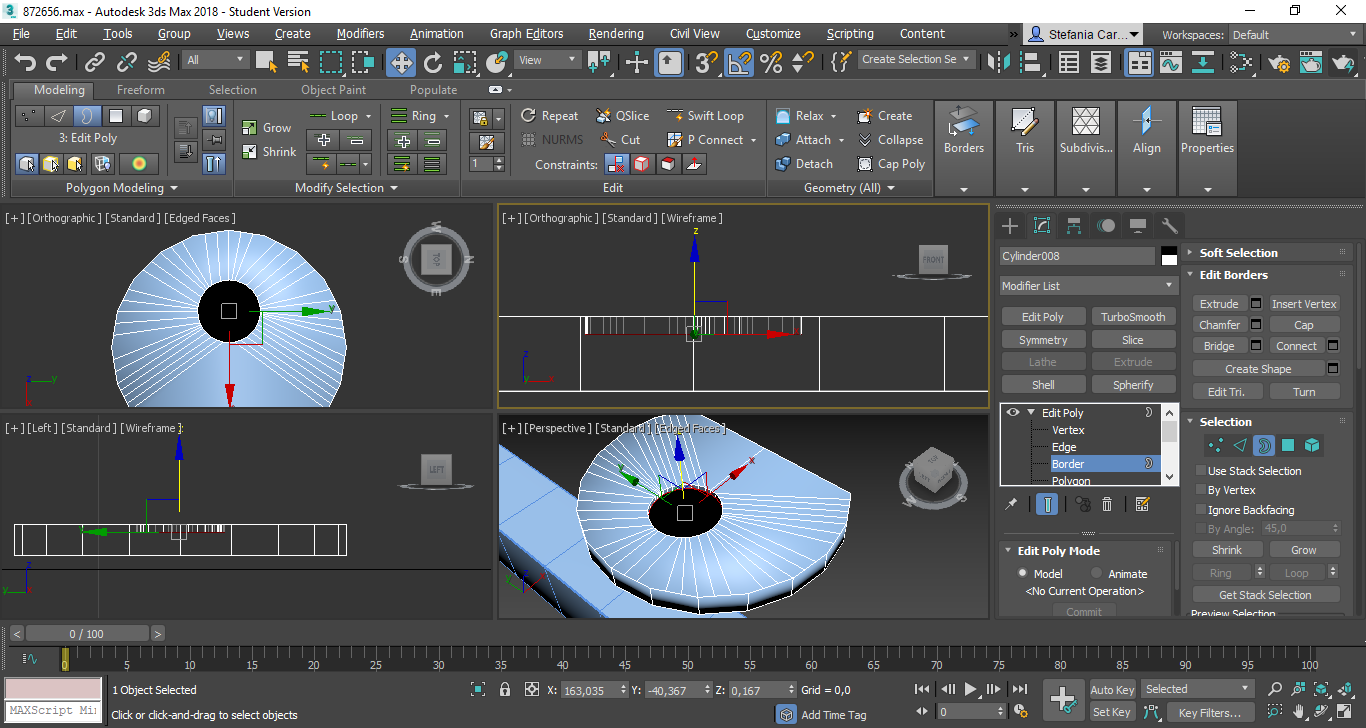 872656.max - Autodesk 3ds Max 2018 - Student Version
File Edit Tools Group Views Create Modifiers Animation Graph Editors Rendering Civil View Customize Scripting Content » Stefania Car... Workspaces: Default
All View 3 Create Selection Se
Modeling Freeform Selection Object Paint Populate
3: Edit Poly
Grow
Shrink
Loop
Ring
1
Repeat QSlice Swift Loop
NURMS Cut P Connect
Constraints:
Relax Create
Attach Collapse
Detach Cap Poly
Borders Tris Subdivis... Align Properties
Polygon Modeling Modify Selection Edit Geometry (All)
[+] [Orthographic] [Standard] [Edged Faces]
W
S TOP N
E
y
z y
[+] [Orthographic] [Standard] [Wireframe]
z
FRONT
z
y x
[+] [Left] [Standard] [Wireframe]
z
LEFT
z
y
[+] [Perspective] [Standard] [Edged Faces]
y x
TOP
S
z
y
Cylinder008
Modifier List
Edit Poly TurboSmooth
Symmetry Slice
Lathe Extrude
Shell Spherify
Edit Poly
Vertex
Edge
Border
Polygon
Edit Poly Mode
Model Animate
<No Current Operation>
Commit
Soft Selection
Edit Borders
Extrude Insert Vertex
Chamfer Cap
Bridge Connect
Create Shape
Edit Tri. Turn
Selection
Use Stack Selection
By Vertex
Ignore Backfacing
By Angle: 45,0
Shrink Grow
Ring Loop
Get Stack Selection
Preview Selection
< 0 / 100 >
0 5 10 15 20 25 30 35 40 45 50 55 60 65 70 75 80 85 90 95 100
MAXScript Mi
1 Object Selected
Click or click-and-drag to select objects
X: 163,035 Y: -40,367 Z: 0,167 Grid = 0,0
Add Time Tag
0
Auto Key Selected
Set Key Key Filters...